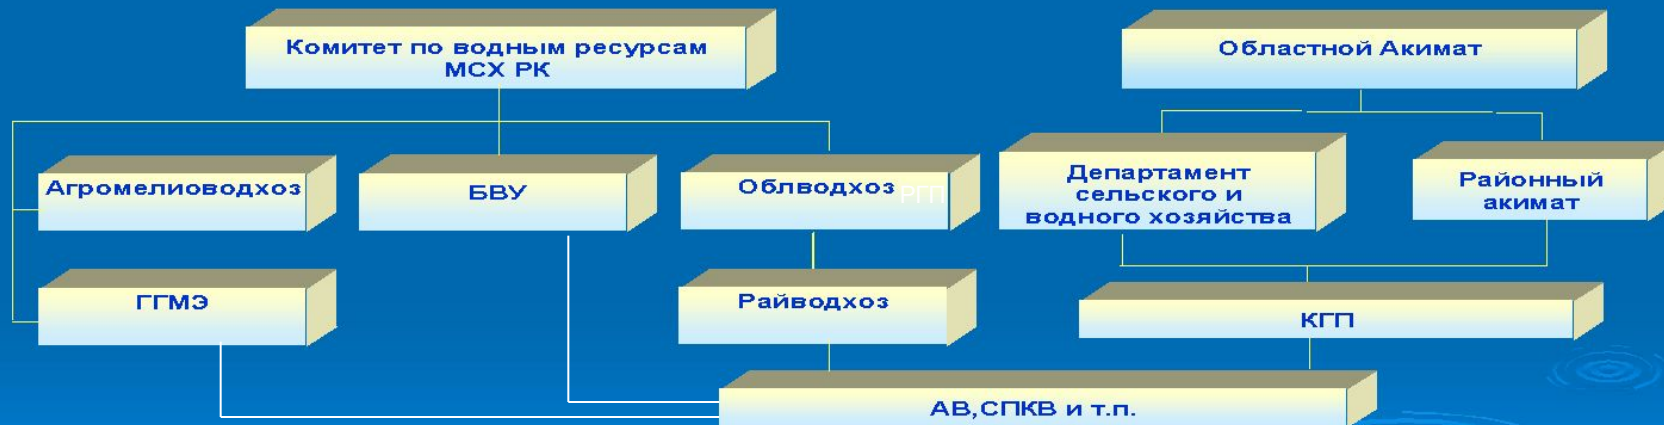 Комитет по водным ресурсам
МСХ РК
Областной Акимат
Агромелиоводхоз
БВУ
Облводхоз РГП
Департамент
сельского и
водного хозяйства
Районный
акимат
ГГМЭ
Райводхоз
КГП
АВ,СПКВ и т.п.